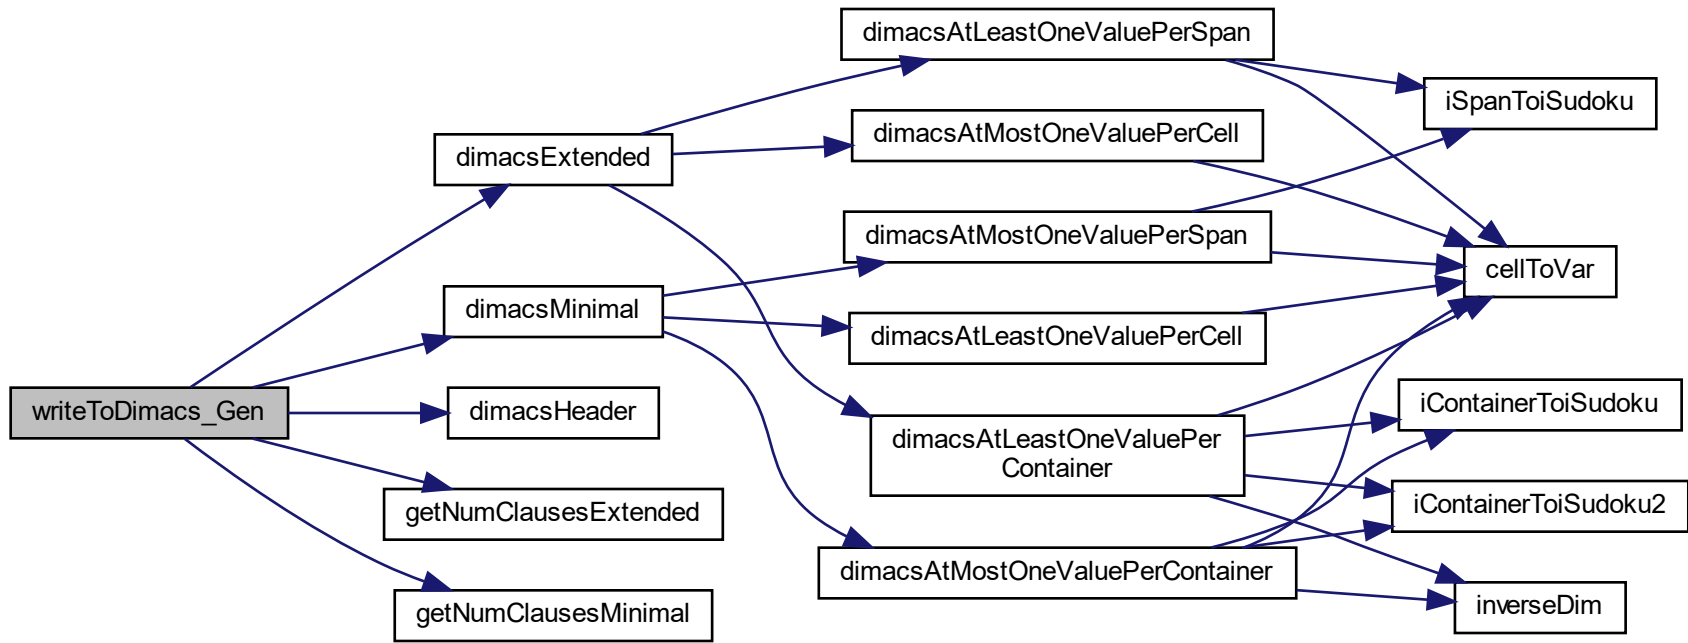 writeToDimacs_Gen
dimacsExtended
dimacsMinimal
dimacsHeader
getNumClausesExtended
getNumClausesMinimal
dimacsAtLeastOneValuePerSpan
dimacsAtMostOneValuePerCell
dimacsAtMostOneValuePerSpan
dimacsAtLeastOneValuePerCell
dimacsAtLeastOneValuePer
Container
dimacsAtMostOneValuePerContainer
iSpanToiSudoku
cellToVar
iContainerToiSudoku
iContainerToiSudoku2
inverseDim